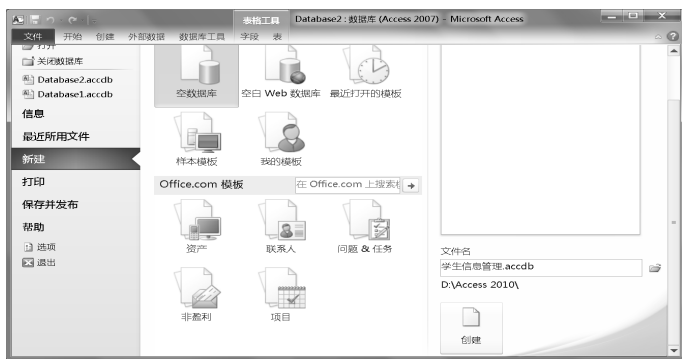 表格工具
Database2 : 数据库 (Access 2007) - Microsoft Access
文件 开始 创建 外部数据 数据库工具 字段 表
打开
关闭数据库
Database2.accdb
Database1.accdb
信息
最近所用文件
新建
打印
保存并发布
帮助
选项
退出
空数据库 空白 Web 数据库 最近打开的模板
样本模板 我的模板
Office.com 模板 在 Office.com 上搜索模
资产 联系人 问题 & 任务
非盈利 项目
文件名
学生信息管理.accdb
D:\Access 2010\
创建